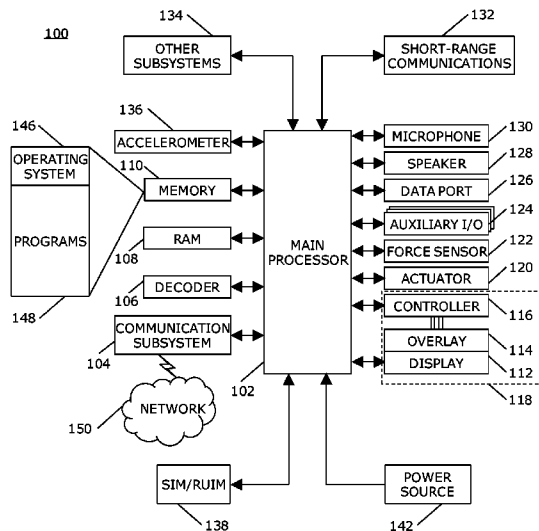 100
134
132
OTHER
SUBSYSTEMS
SHORT-RANGE
COMMUNICATIONS
146
OPERATING
SYSTEM
PROGRAMS
148
136
ACCELEROMETER
110
MEMORY
RAM
108
DECODER
106
COMMUNICATION
SUBSYSTEM
104
NETWORK
150
MAIN
PROCESSOR
102
MICROPHONE
130
SPEAKER
128
DATA PORT
126
AUXILIARY I/O
124
FORCE SENSOR
122
ACTUATOR
120
CONTROLLER
116
OVERLAY
114
DISPLAY
112
118
SIM/RUIM
138
POWER
SOURCE
142